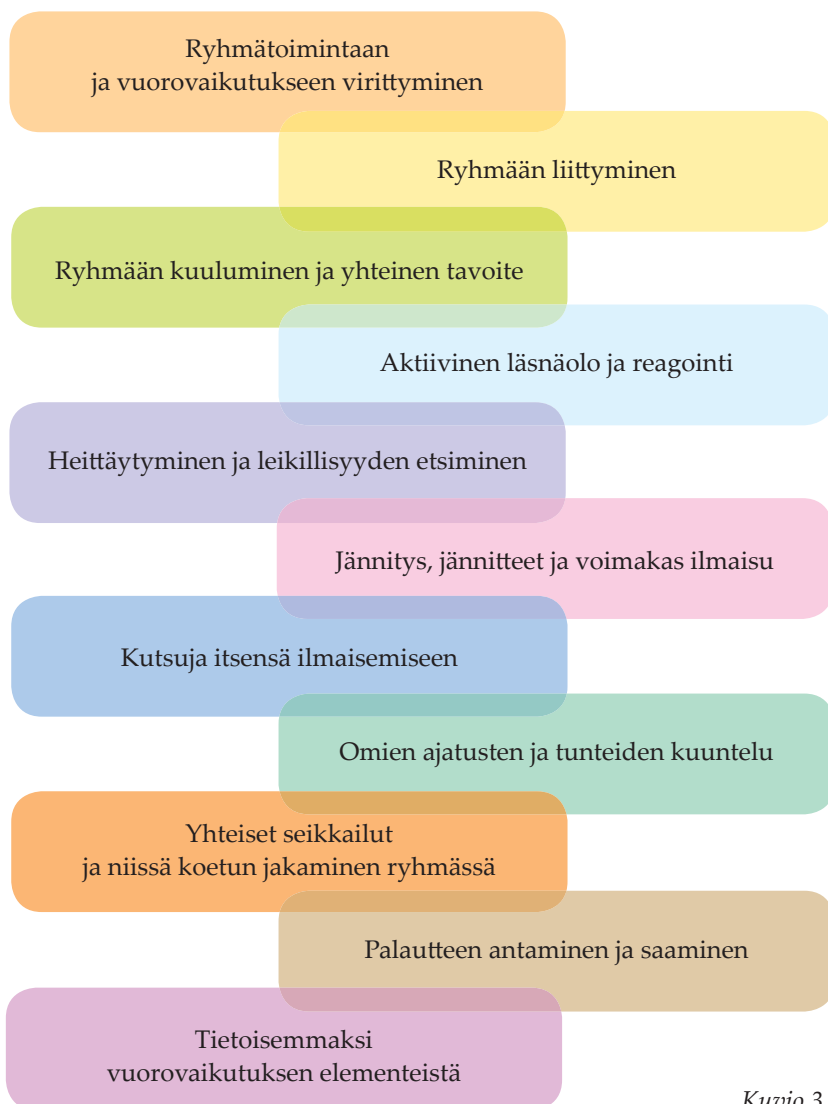 Ryhmätoimintaan
ja vuorovaikutukseen virittyminen
Ryhmään liittyminen
Ryhmään kuuluminen ja yhteinen tavoite
Aktiivinen läsnäolo ja reagointi
Heittäytyminen ja leikillisyyden etsiminen
Jännitys, jännitteet ja voimakas ilmaisu
Kutsuja itsensä ilmaisemiseen
Omien ajatusten ja tunteiden kuuntelu
Yhteiset seikkailut
ja niissä koetun jakaminen ryhmässä
Palautteen antaminen ja saaminen
Tietoisemmaksi
vuorovaikutuksen elementeistä
Kuvio 3